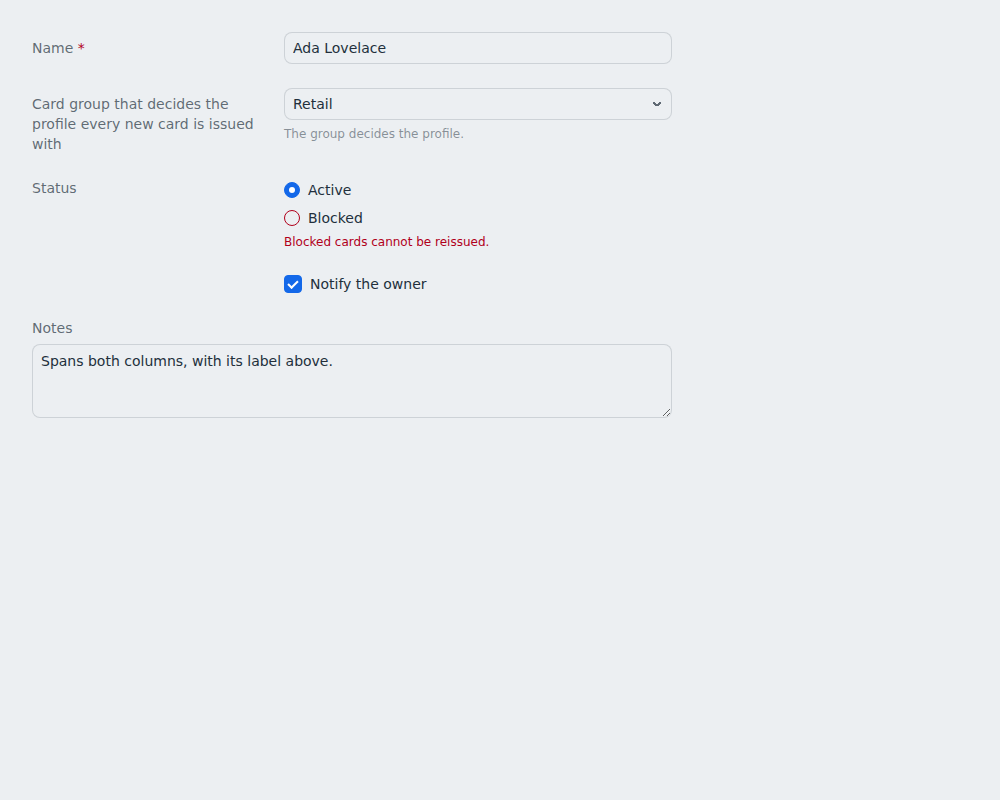 Name *
Ada Lovelace
Card group that decides the
profile every new card is issued
with
Retail
The group decides the profile.
Status
Active
Blocked
Blocked cards cannot be reissued.
Notify the owner
Notes
Spans both columns, with its label above.